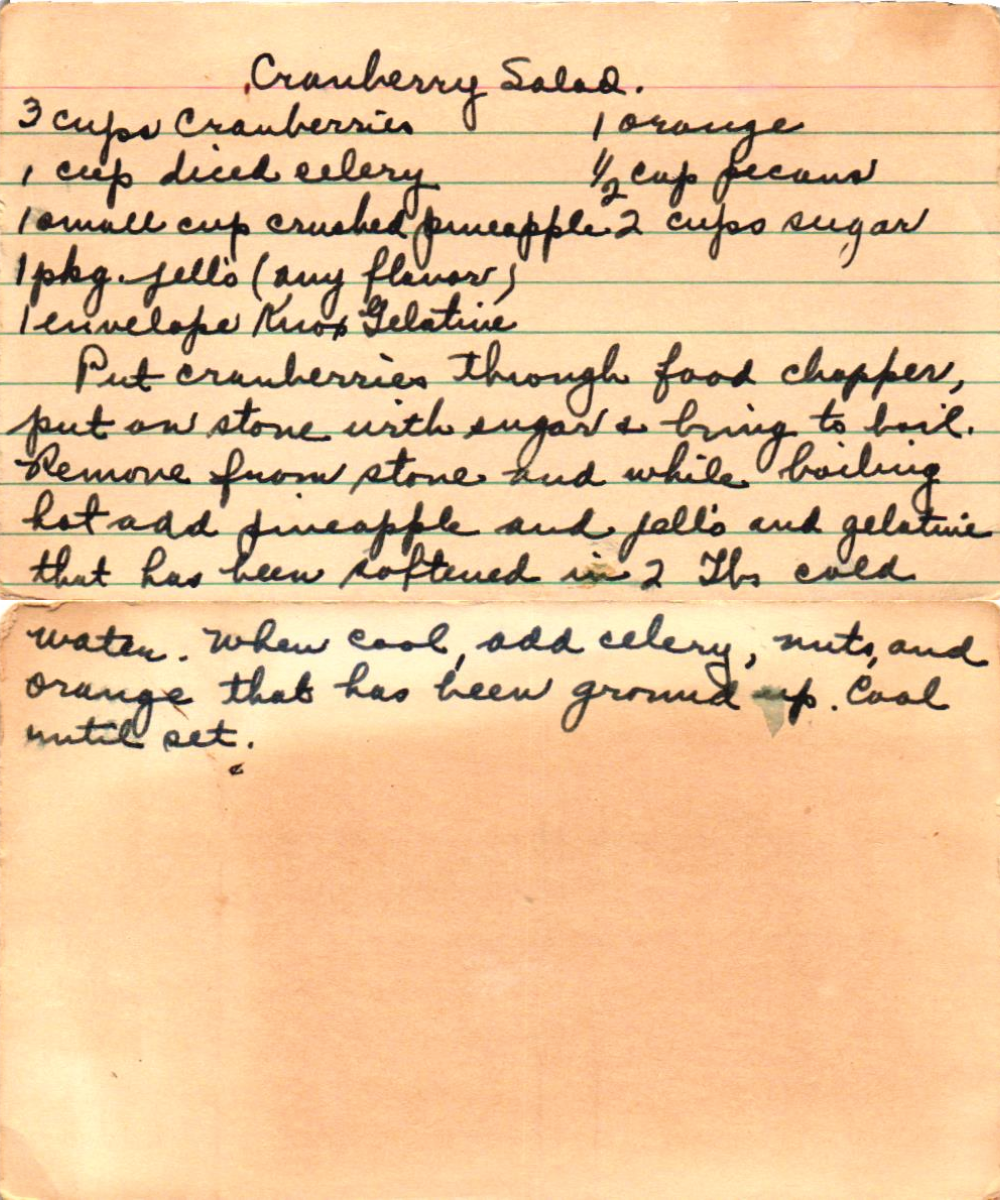 Cranberry Salad.
3 cups Cranberries 1 orange
1 cup diced celery 1/2 cup pecans
1 small cup crushed pineapple 2 cups sugar
1 pkg. jello (any flavor)
1 envelope Knox Gelatine
Put cranberries through food chopper,
put on stove with sugar & bring to boil.
Remove from stove and while boiling
hot add pineapple and jello and gelatine
that has been softened in 2 Tbs cold
water. When cool, add celery, nuts, and
orange that has been ground up. Cool
until set.